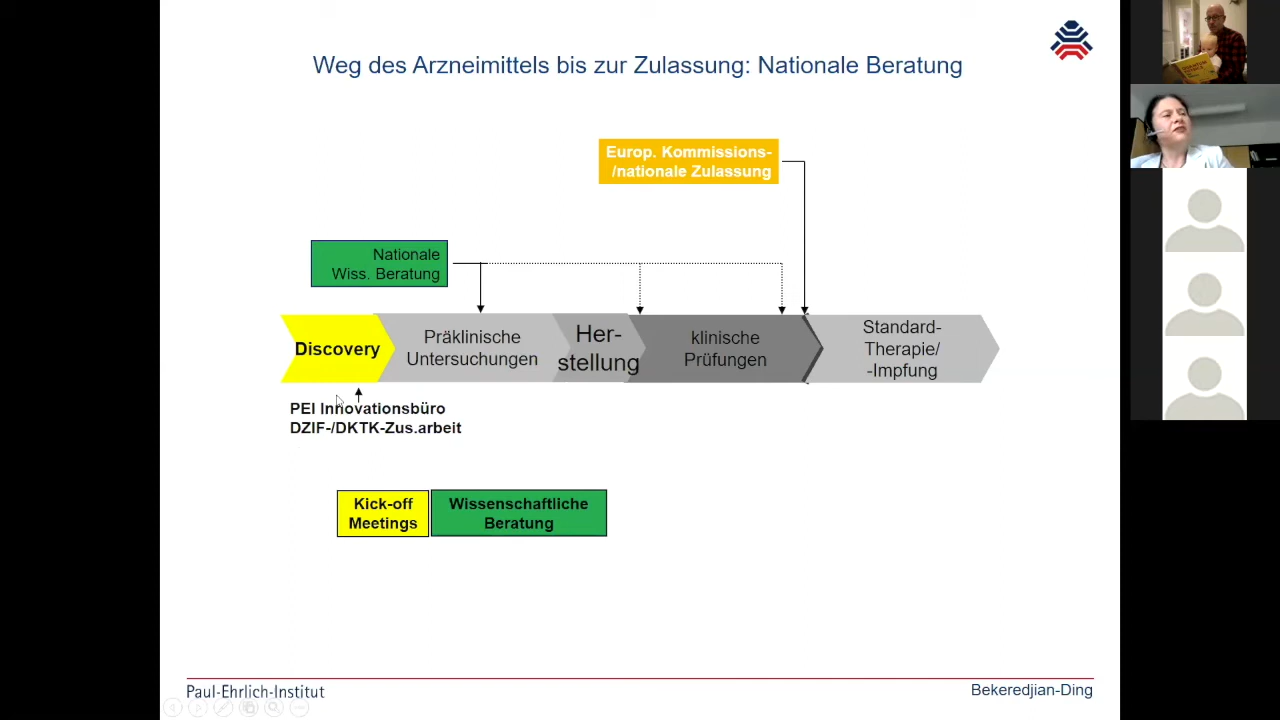 Weg des Arzneimittels bis zur Zulassung: Nationale Beratung
Europ. Kommissions-
/nationale Zulassung
Nationale
Wiss. Beratung
Discovery
Präklinische
Untersuchungen
Her-
stellung
klinische
Prüfungen
Standard-
Therapie/
-Impfung
PEI Innovationsbüro
DZIF-/DKTK-Zus.arbeit
Kick-off
Meetings
Wissenschaftliche
Beratung
Paul-Ehrlich-Institut
Bekeredjian-Ding